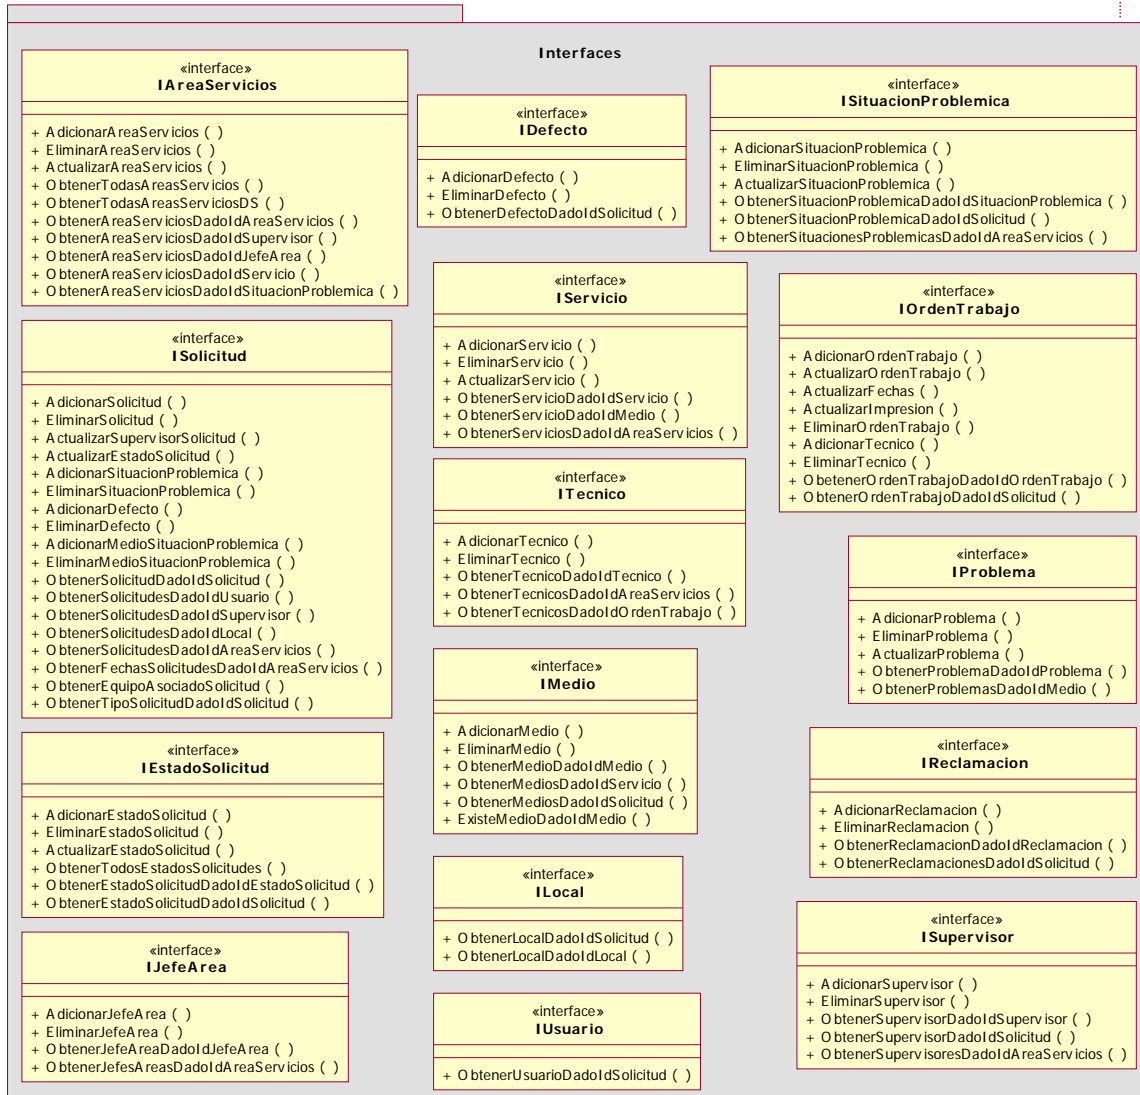 Interfaces
«interface»
IAreaServicios
+ AdicionarAreaServicios ( )
+ EliminarAreaServicios ( )
+ ActualizarAreaServicios ( )
+ ObtenerTodasAreasServicios ( )
+ ObtenerTodasAreasServiciosDS ( )
+ ObtenerAreaServiciosDadoIdAreaServicios ( )
+ ObtenerAreaServiciosDadoIdSupervisor ( )
+ ObtenerAreaServiciosDadoIdJefeArea ( )
+ ObtenerAreaServiciosDadoIdServicio ( )
+ ObtenerAreaServiciosDadoIdSituacionProblemica ( )
«interface»
IDefecto
+ AdicionarDefecto ( )
+ EliminarDefecto ( )
+ ObtenerDefectoDadoIdSolicitud ( )
«interface»
ISituacionProblemica
+ AdicionarSituacionProblemica ( )
+ EliminarSituacionProblemica ( )
+ ActualizarSituacionProblemica ( )
+ ObtenerSituacionProblemicaDadoIdSituacionProblemica ( )
+ ObtenerSituacionProblemicaDadoIdSolicitud ( )
+ ObtenerSituacionesProblemicasDadoIdAreaServicios ( )
«interface»
IServicio
+ AdicionarServicio ( )
+ EliminarServicio ( )
+ ActualizarServicio ( )
+ ObtenerServicioDadoIdServicio ( )
+ ObtenerServicioDadoIdMedio ( )
+ ObtenerServiciosDadoIdAreaServicios ( )
«interface»
IOrdenTrabajo
+ AdicionarOrdenTrabajo ( )
+ ActualizarOrdenTrabajo ( )
+ ActualizarFechas ( )
+ ActualizarImpresion ( )
+ EliminarOrdenTrabajo ( )
+ AdicionarTecnico ( )
+ EliminarTecnico ( )
+ ObetenerOrdenTrabajoDadoIdOrdenTrabajo ( )
+ ObtenerOrdenTrabajoDadoIdSolicitud ( )
«interface»
ISolicitud
+ AdicionarSolicitud ( )
+ EliminarSolicitud ( )
+ ActualizarSupervisorSolicitud ( )
+ ActualizarEstadoSolicitud ( )
+ AdicionarSituacionProblemica ( )
+ EliminarSituacionProblemica ( )
+ AdicionarDefecto ( )
+ EliminarDefecto ( )
+ AdicionarMedioSituacionProblemica ( )
+ EliminarMedioSituacionProblemica ( )
+ ObtenerSolicitudDadoIdSolicitud ( )
+ ObtenerSolicitudesDadoIdUsuario ( )
+ ObtenerSolicitudesDadoIdSupervisor ( )
+ ObtenerSolicitudesDadoIdLocal ( )
+ ObtenerSolicitudesDadoIdAreaServicios ( )
+ ObtenerFechasSolicitudesDadoIdAreaServicios ( )
+ ObtenerEquipoAsociadoSolicitud ( )
+ ObtenerTipoSolicitudDadoIdSolicitud ( )
«interface»
ITecnico
+ AdicionarTecnico ( )
+ EliminarTecnico ( )
+ ObtenerTecnicoDadoIdTecnico ( )
+ ObtenerTecnicosDadoIdAreaServicios ( )
+ ObtenerTecnicosDadoIdOrdenTrabajo ( )
«interface»
IProblema
+ AdicionarProblema ( )
+ EliminarProblema ( )
+ ActualizarProblema ( )
+ ObtenerProblemaDadoIdProblema ( )
+ ObtenerProblemasDadoIdMedio ( )
«interface»
IMedio
+ AdicionarMedio ( )
+ EliminarMedio ( )
+ ObtenerMedioDadoIdMedio ( )
+ ObtenerMediosDadoIdServicio ( )
+ ObtenerMediosDadoIdSolicitud ( )
+ ExisteMedioDadoIdMedio ( )
«interface»
IReclamacion
+ AdicionarReclamacion ( )
+ EliminarReclamacion ( )
+ ObtenerReclamacionDadoIdReclamacion ( )
+ ObtenerReclamacionesDadoIdSolicitud ( )
«interface»
IEstadoSolicitud
+ AdicionarEstadoSolicitud ( )
+ EliminarEstadoSolicitud ( )
+ ActualizarEstadoSolicitud ( )
+ ObtenerTodosEstadosSolicitudes ( )
+ ObtenerEstadoSolicitudDadoIdEstadoSolicitud ( )
+ ObtenerEstadoSolicitudDadoIdSolicitud ( )
«interface»
ILocal
+ ObtenerLocalDadoIdSolicitud ( )
+ ObtenerLocalDadoIdLocal ( )
«interface»
ISupervisor
+ AdicionarSupervisor ( )
+ EliminarSupervisor ( )
+ ObtenerSupervisorDadoIdSupervisor ( )
+ ObtenerSupervisorDadoIdSolicitud ( )
+ ObtenerSupervisoresDadoIdAreaServicios ( )
«interface»
IJefeArea
+ AdicionarJefeArea ( )
+ EliminarJefeArea ( )
+ ObtenerJefeAreaDadoIdJefeArea ( )
+ ObtenerJefesAreasDadoIdAreaServicios ( )
«interface»
IUsuario
+ ObtenerUsuarioDadoIdSolicitud ( )